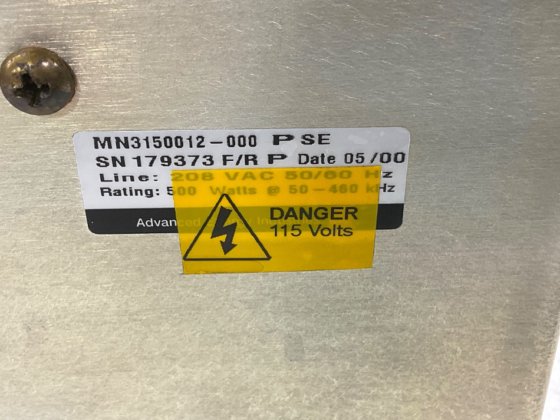 MN3150012-000 P SE
SN 179373 F/R P Date 05/00
Line: 208 VAC 50/60 Hz
Rating: 500 Watts @ 50-460 kHz
Advanced
DANGER
115 Volts